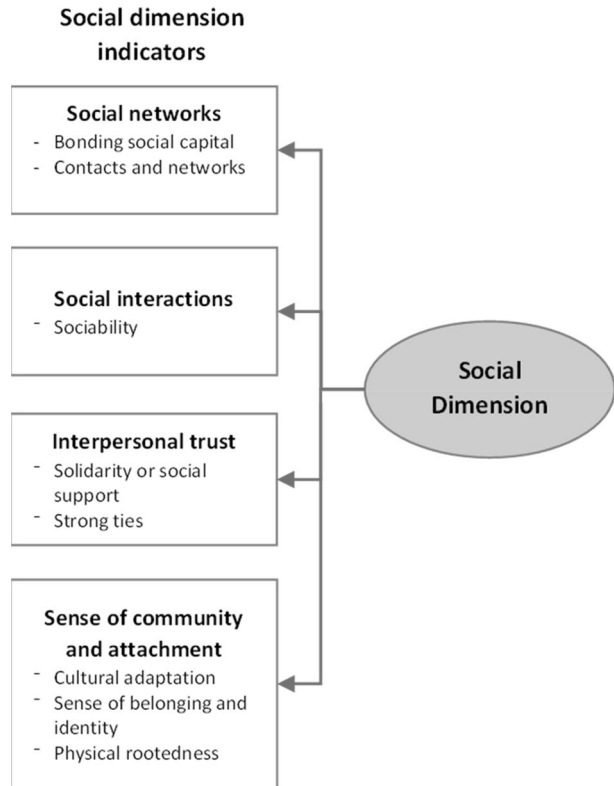 Social dimension
indicators
Social networks
- Bonding social capital
- Contacts and networks
Social interactions
- Sociability
Interpersonal trust
- Solidarity or social
support
- Strong ties
Sense of community
and attachment
- Cultural adaptation
- Sense of belonging and
identity
- Physical rootedness
Social
Dimension